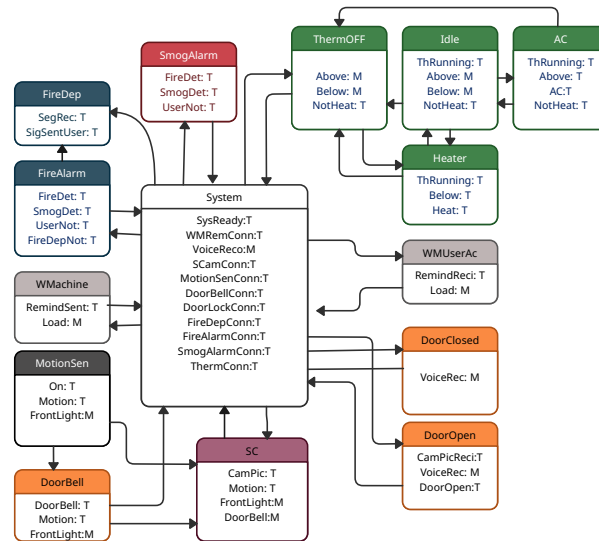 ThermOFF
Above: M
Below: M
NotHeat: T
Idle
ThRunning: T
Above: M
Below: M
NotHeat: T
AC
ThRunning: T
Above: T
AC:T
NotHeat: T
SmogAlarm
FireDet: T
SmogDet: T
UserNot: T
FireDep
SegRec: T
SigSentUser: T
Heater
ThRunning: T
Below: T
Heat: T
FireAlarm
FireDet: T
SmogDet: T
UserNot: T
FireDepNot: T
System
SysReady:T
WMRemConn:T
VoiceReco:M
SCamConn:T
MotionSenConn:T
DoorBellConn:T
DoorLockConn:T
FireDepConn:T
FireAlarmConn:T
SmogAlarmConn:T
ThermConn:T
WMUserAc
RemindReci: T
Load: M
WMachine
RemindSent: T
Load: M
DoorClosed
VoiceRec: M
MotionSen
On: T
Motion: T
FrontLight:M
DoorOpen
CamPicReci:T
VoiceRec: M
DoorOpen:T
SC
CamPic: T
Motion: T
FrontLight:M
DoorBell:M
DoorBell
DoorBell: T
Motion: T
FrontLight:M